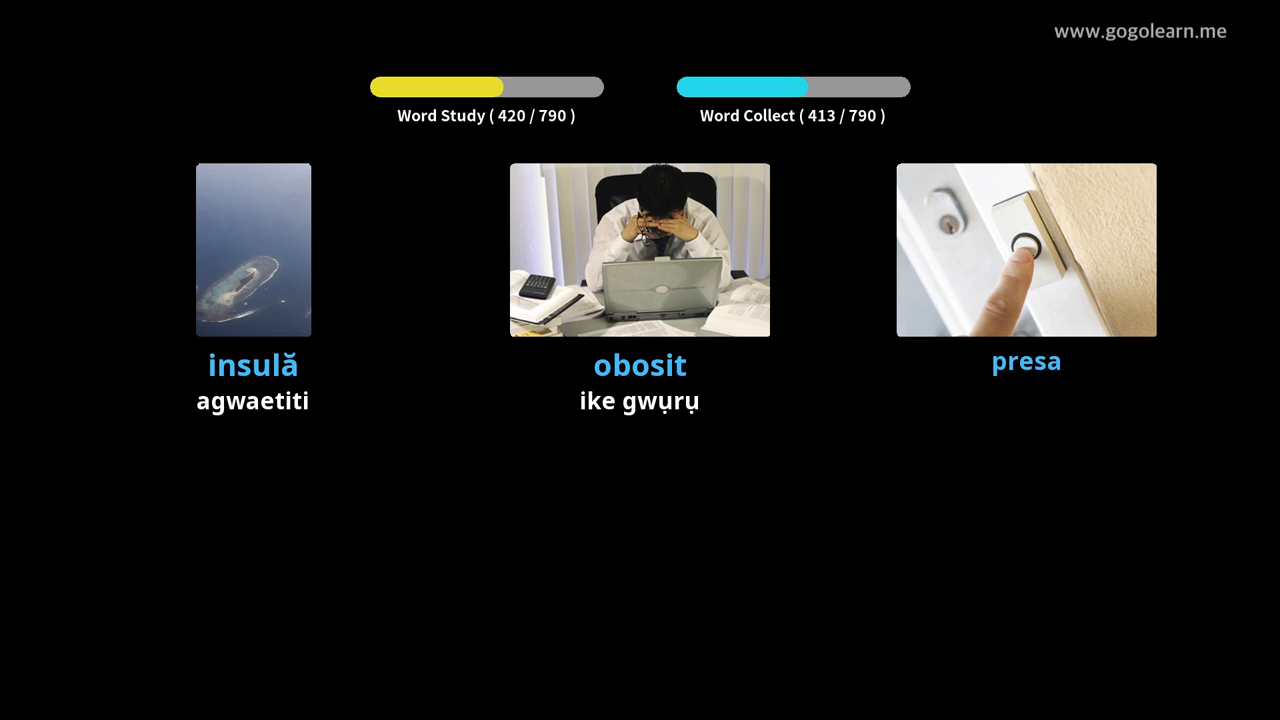 www.gogolearn.me
Word Study ( 420 / 790 )
Word Collect ( 413 / 790 )
insulă
agwaetiti
obosit
ike gwụrụ
presa